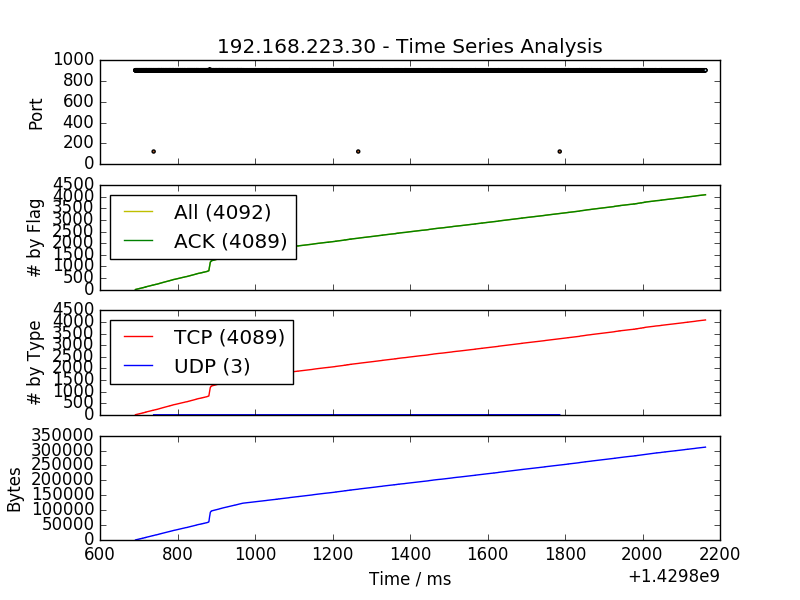 192.168.223.30 - Time Series Analysis
1000
800
600
400
200
0
Port
4500
4000
3500
3000
2500
2000
1500
1000
500
0
# by Flag
All (4092)
ACK (4089)
4500
4000
3500
3000
2500
2000
1500
1000
500
0
# by Type
TCP (4089)
UDP (3)
350000
300000
250000
200000
150000
100000
50000
0
Bytes
600 800 1000 1200 1400 1600 1800 2000 2200
Time / ms
+1.4298e9